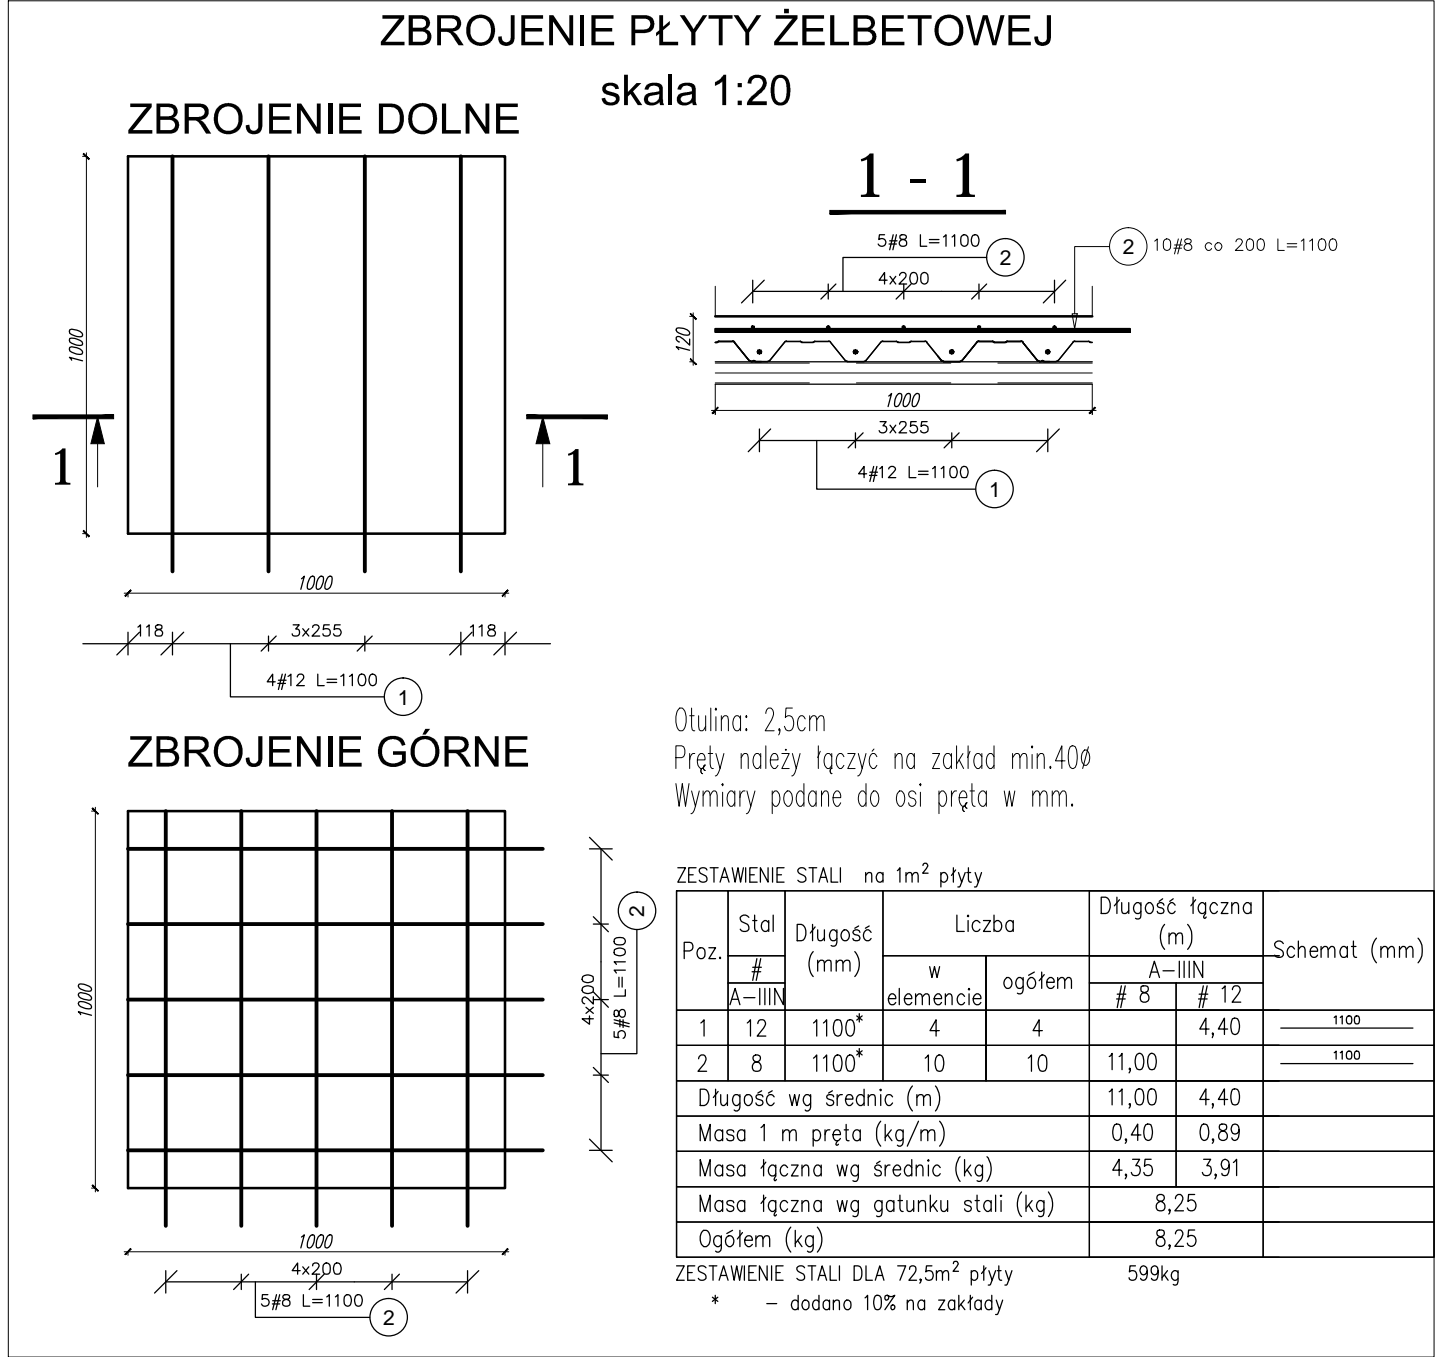 ZBROJENIE PŁYTY ŻELBETOWEJ
skala 1:20
ZBROJENIE DOLNE
1000
1
1
1000
118
3x255
118
4#12 L=1100
1
1 - 1
5#8 L=1100
2
4x200
2
10#8 co 200 L=1100
120
1000
3x255
4#12 L=1100
1
ZBROJENIE GÓRNE
1000
4x200
5#8 L=1100
2
1000
4x200
5#8 L=1100
2
Otulina: 2,5cm
Pręty należy łączyć na zakład min.40ø
Wymiary podane do osi pręta w mm.
ZESTAWIENIE STALI na 1m² płyty
Poz. Stal Długość (mm) Liczba Długość łączna (m) Schemat (mm)
# w elemencie ogółem A-IIIN
A-IIIN # 8 # 12
1 12 1100* 4 4 4,40 1100
2 8 1100* 10 10 11,00 1100
Długość wg średnic (m) 11,00 4,40
Masa 1 m pręta (kg/m) 0,40 0,89
Masa łączna wg średnic (kg) 4,35 3,91
Masa łączna wg gatunku stali (kg) 8,25
Ogółem (kg) 8,25
ZESTAWIENIE STALI DLA 72,5m² płyty 599kg
* - dodano 10% na zakłady